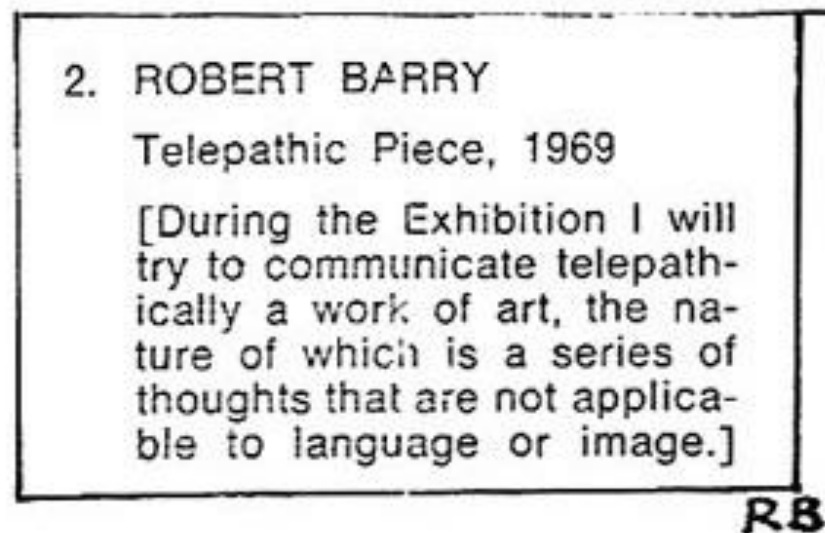 2. ROBERT BARRY
Telepathic Piece, 1969
[During the Exhibition I will
try to communicate telepath-
ically a work of art, the na-
ture of which is a series of
thoughts that are not applica-
ble to language or image.]
RB